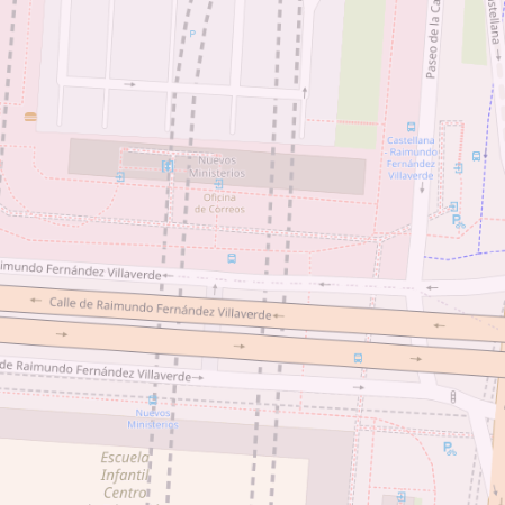 P
Paseo de la Ca
astellana
Castellana
- Raimundo
Fernández
Villaverde
Nuevos
Ministerios
Oficina
de Correos
P
imundo Fernández Villaverde
Calle de Raimundo Fernández Villaverde
de Raimundo Fernández Villaverde
Nuevos
Ministerios
P
Escuela
Infantil
Centro